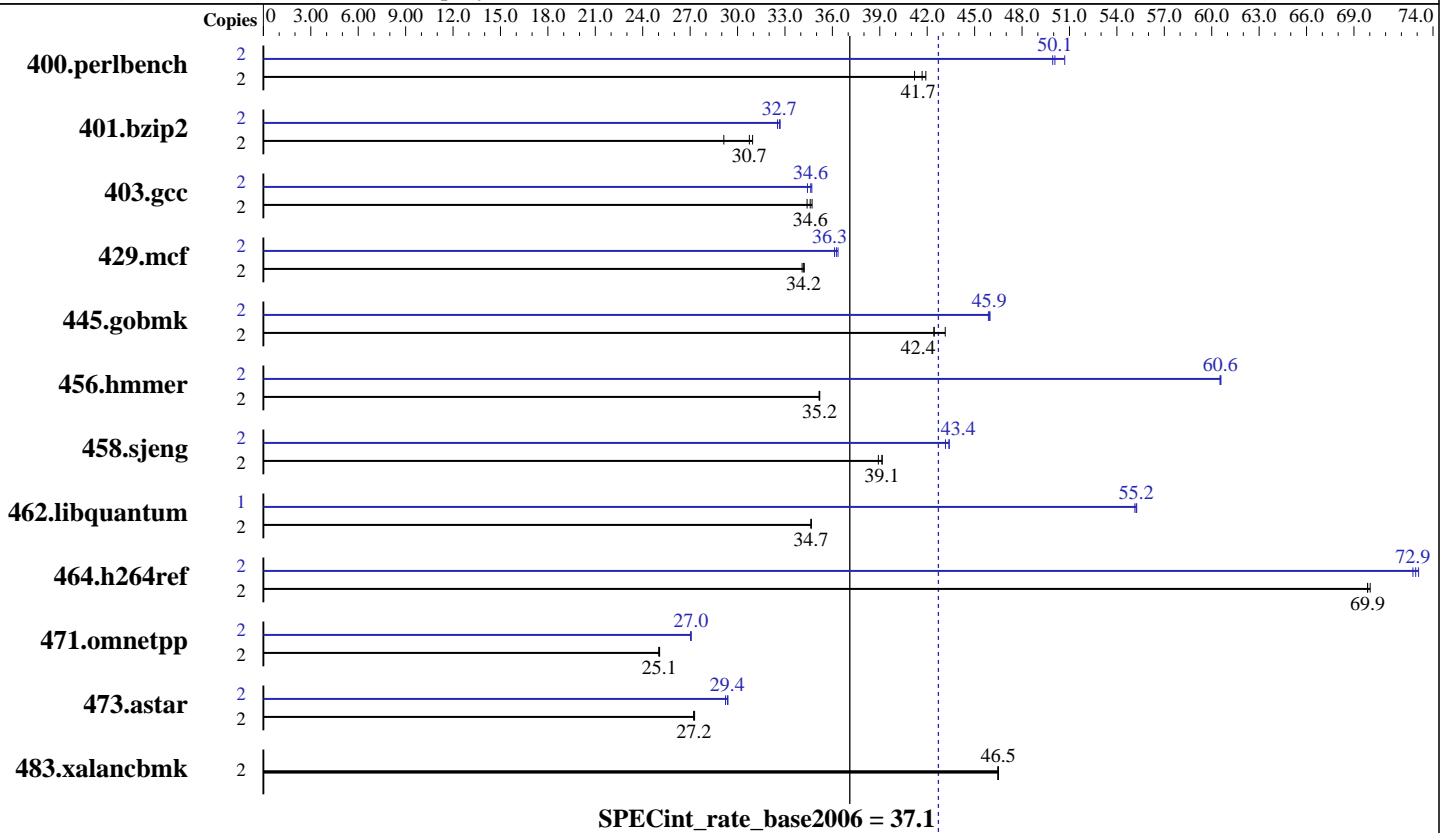 Copies 0 3.00 6.00 9.00 12.0 15.0 18.0 21.0 24.0 27.0 30.0 33.0 36.0 39.0 42.0 45.0 48.0 51.0 54.0 57.0 60.0 63.0 66.0 69.0 74.0
400.perlbench 2 50.1
2 41.7
401.bzip2 2 32.7
2 30.7
403.gcc 2 34.6
2 34.6
429.mcf 2 36.3
2 34.2
445.gobmk 2 45.9
2 42.4
456.hmmer 2 60.6
2 35.2
458.sjeng 2 43.4
2 39.1
462.libquantum 1 55.2
2 34.7
464.h264ref 2 72.9
2 69.9
471.omnetpp 2 27.0
2 25.1
473.astar 2 29.4
2 27.2
483.xalancbmk 2 46.5
SPECint_rate_base2006 = 37.1